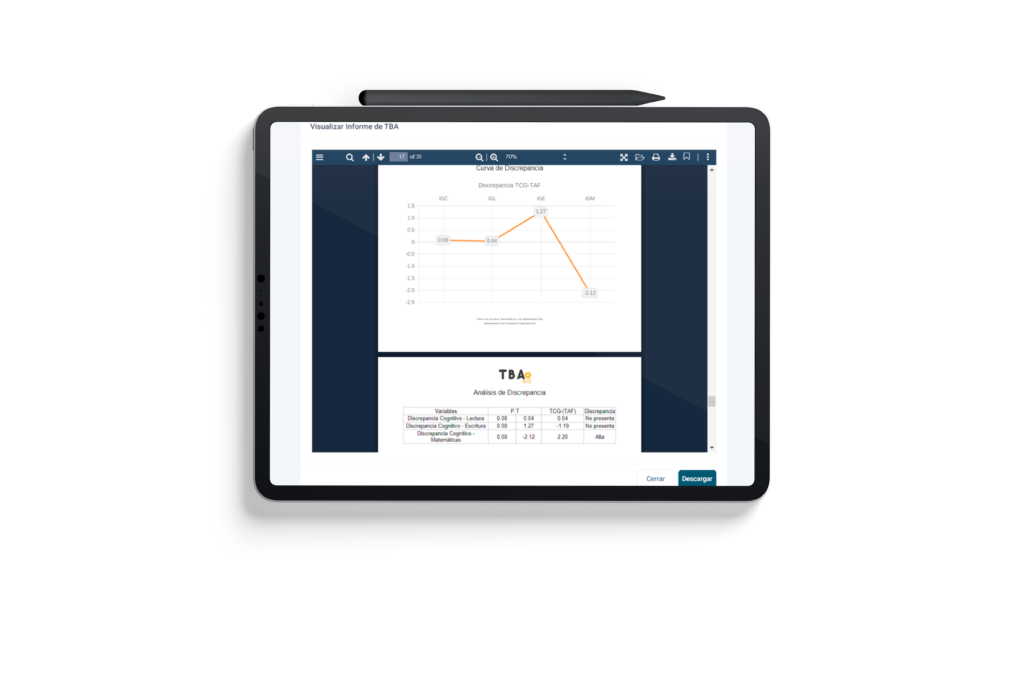 Visualizar Informe de TBA
17 of 20 70%
Curva de Discrepancia
Discrepancia TCG-TAF
IGC IGL IGE IGM
1.5
1.0
0.5
0
-0.5
-1.0
-1.5
-2.0
-2.5
0.08 0.04 1.27 -2.12
TBA
Análisis de Discrepancia
Variables P.T TCG-(TAF) Discrepancia
Discrepancia Cognitivo - Lectura 0.08 0.04 0.04 No presenta
Discrepancia Cognitivo - Escritura 0.08 1.27 -1.19 No presenta
Discrepancia Cognitivo - Matemáticas 0.08 -2.12 2.20 Alta
Cerrar Descargar